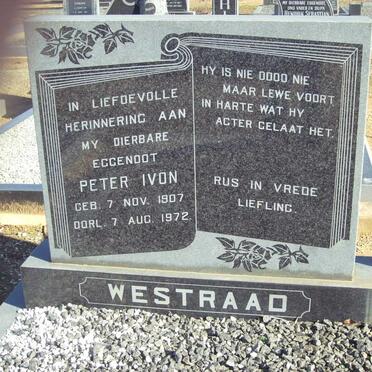 IN LIEFDEVOLLE
HERINNERING AAN
MY DIERBARE
EGGENOOT
PETER IVON
GEB. 7 NOV. 1907
OORL. 7 AUG. 1972.
HY IS NIE DOOD NIE
MAAR LEWE VOORT
IN HARTE WAT HY
AGTER GELAAT HET.
RUS IN VREDE
LIEFLING.
WESTRAAD